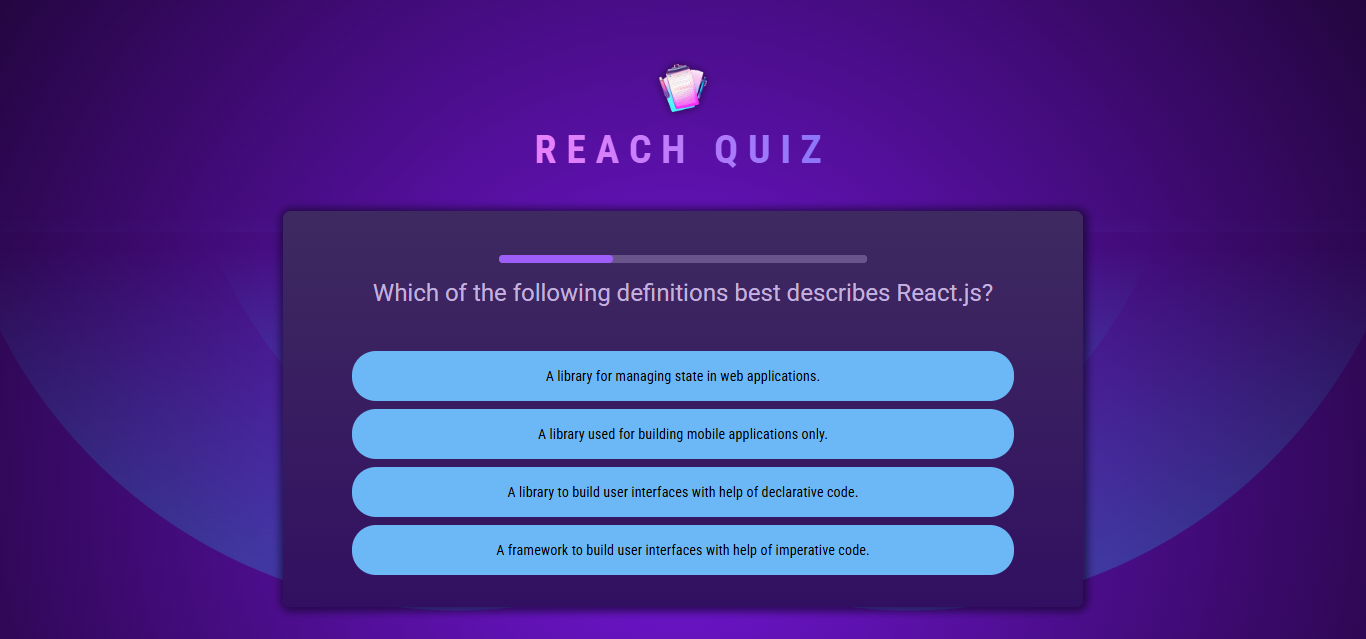 REACH QUIZ
Which of the following definitions best describes React.js?
A library for managing state in web applications.
A library used for building mobile applications only.
A library to build user interfaces with help of declarative code.
A framework to build user interfaces with help of imperative code.